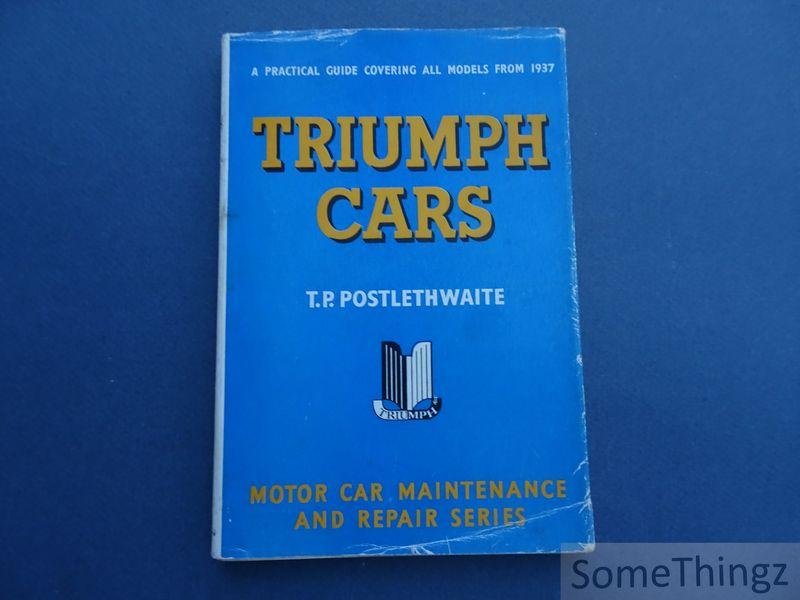 A PRACTICAL GUIDE COVERING ALL MODELS FROM 1937
TRIUMPH
CARS
T.P. POSTLETHWAITE
TRIUMPH
MOTOR CAR MAINTENANCE
AND REPAIR SERIES
SomeThingz